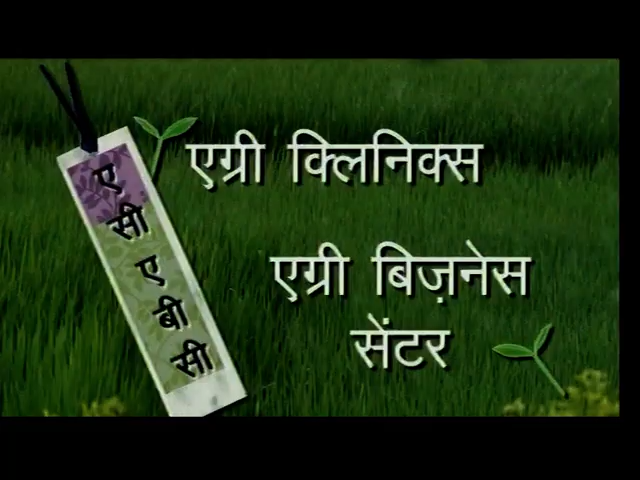 ए
सी
ए
बी
सी
एग्री क्लिनिक्स
एग्री बिज़नेस
सेंटर